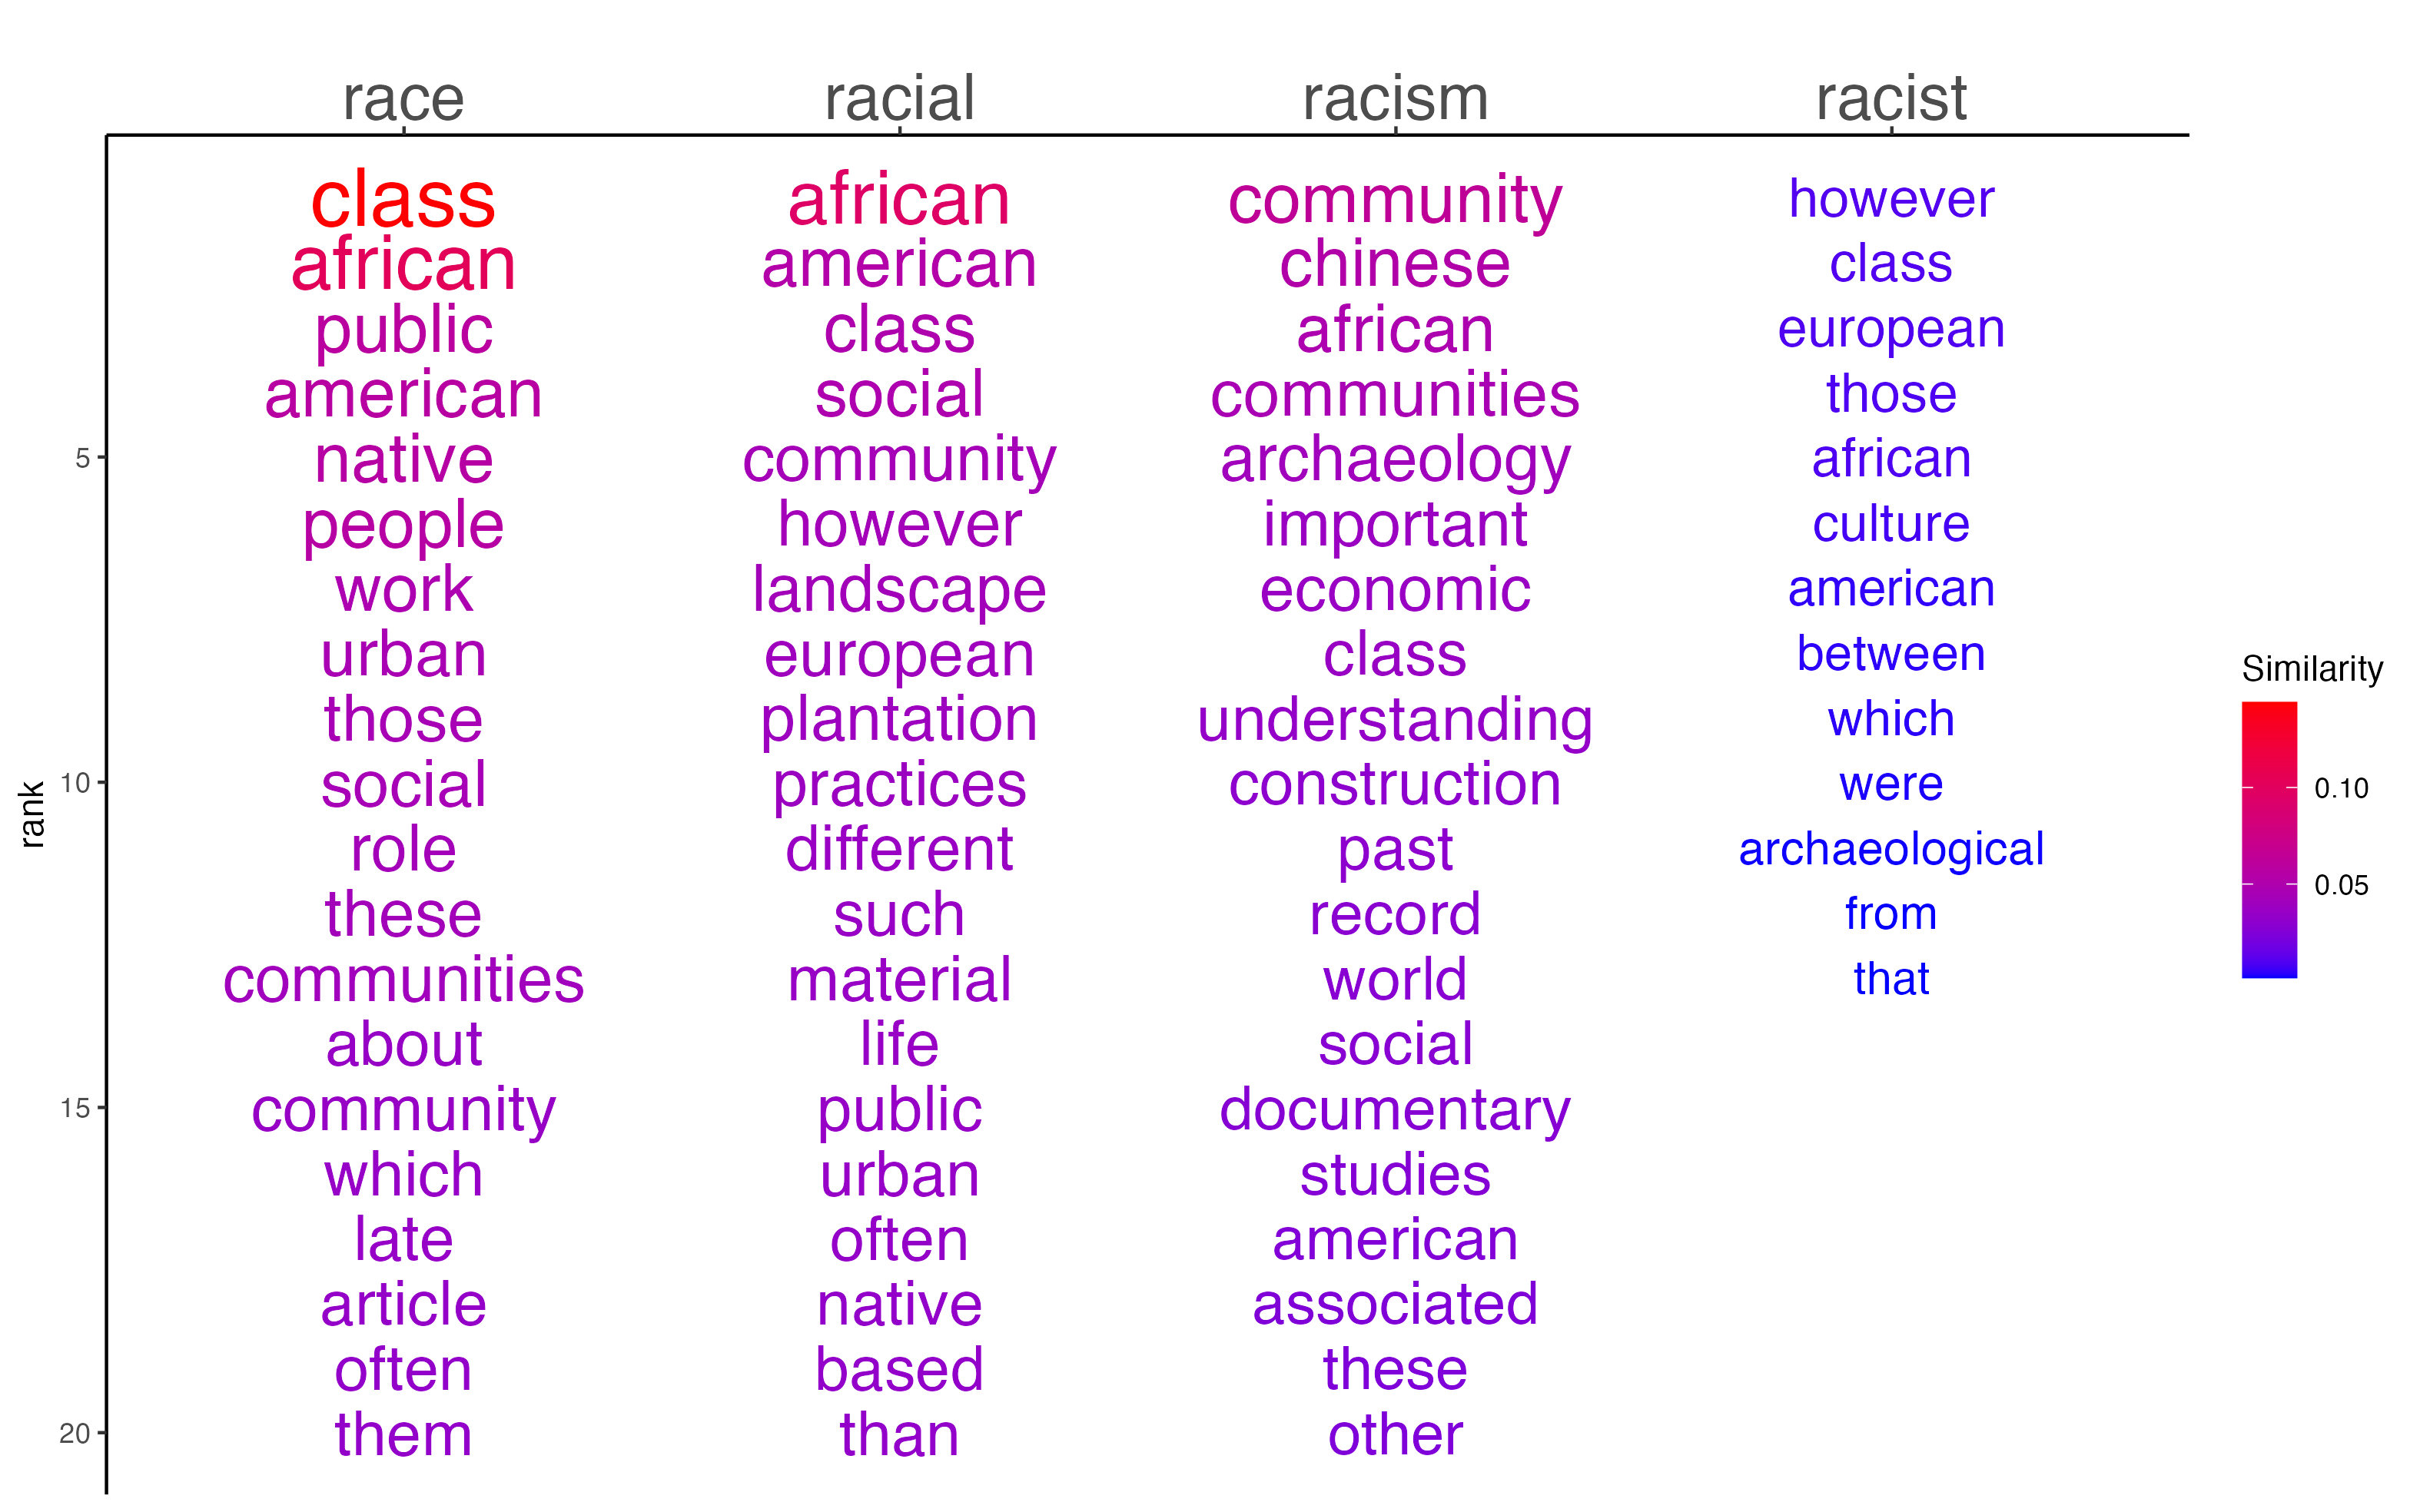 race racial racism racist
class african community however
african american chinese class
public class african european
american social communities those
5 native community archaeology african
people however important culture
work landscape economic american
urban european class between
Similarity
those plantation understanding which
10 social practices construction were
0.10
rank
role different past archaeological
0.05
these such record from
communities material world that
about life social
15 community public documentary
which urban studies
late often american
article native associated
often based these
20 them than other